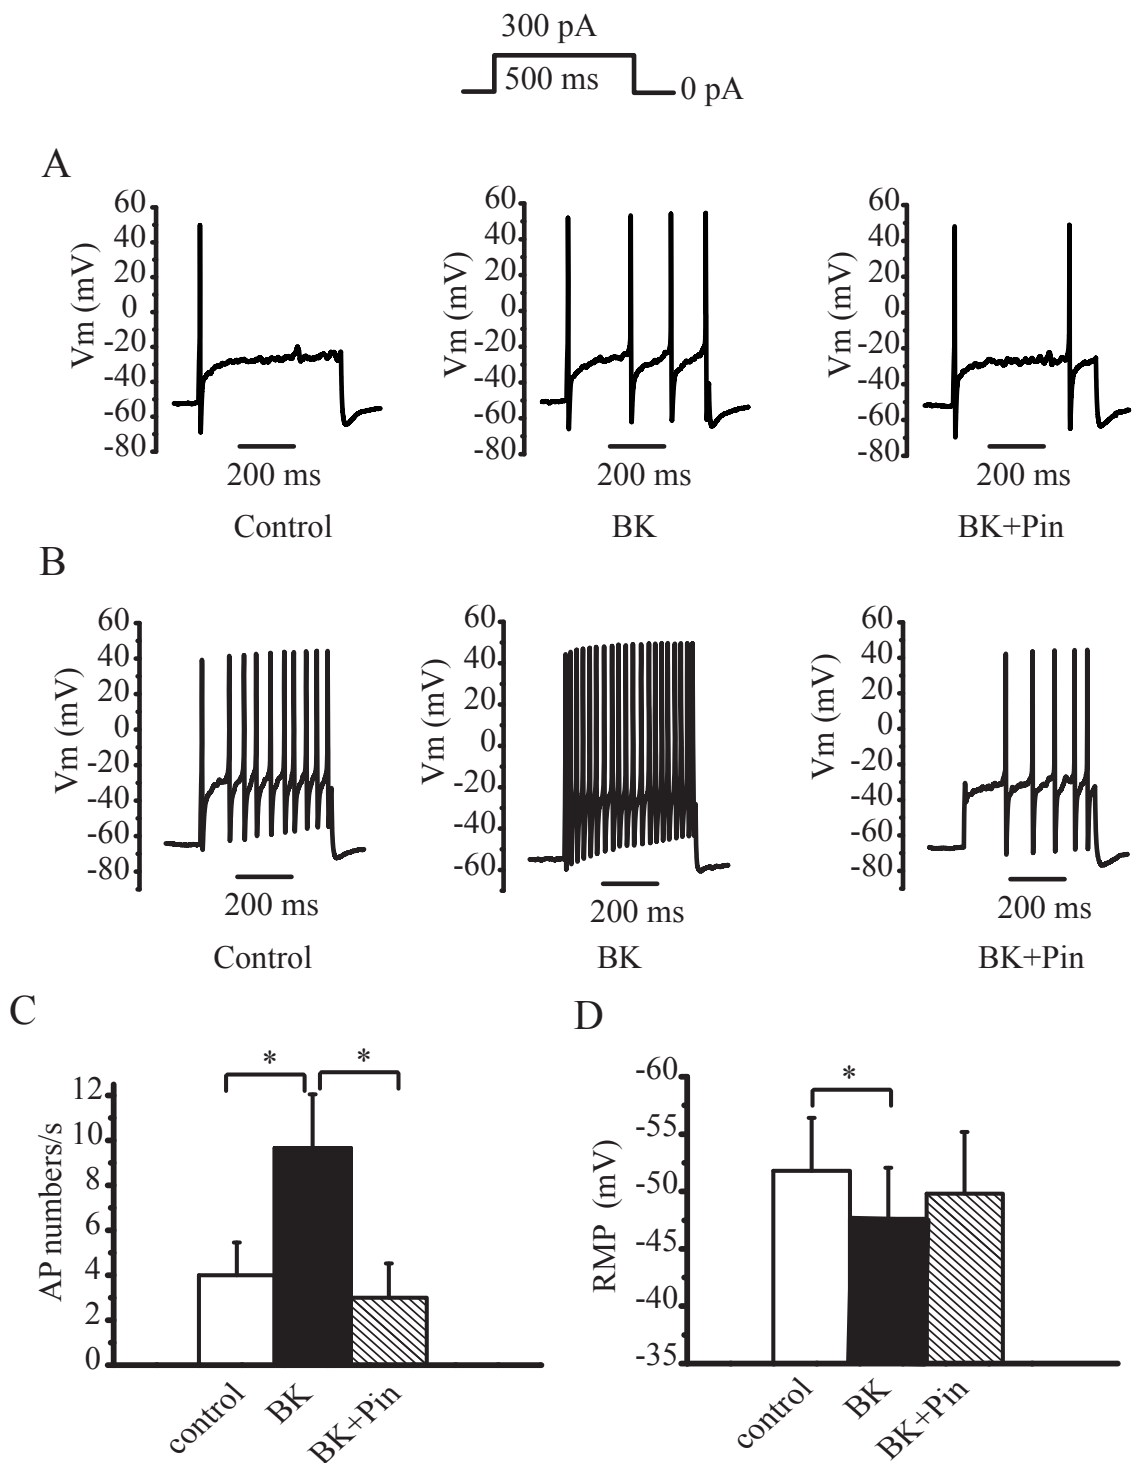 300 pA
500 ms
0 pA
A
60
40
20
0
-20
-40
-60
-80
Vm (mV)
200 ms
Control
60
40
20
0
-20
-40
-60
-80
Vm (mV)
200 ms
BK
60
40
20
0
-20
-40
-60
-80
Vm (mV)
200 ms
BK+Pin
B
60
40
20
0
-20
-40
-60
-80
Vm (mV)
200 ms
Control
60
40
20
0
-20
-40
-60
Vm (mV)
200 ms
BK
60
40
20
0
-20
-40
-60
-80
Vm (mV)
200 ms
BK+Pin
C
* *
12
10
8
6
4
2
0
AP numbers/s
control
BK
BK+Pin
D
*
-60
-55
-50
-45
-40
-35
RMP (mV)
control
BK
BK+Pin